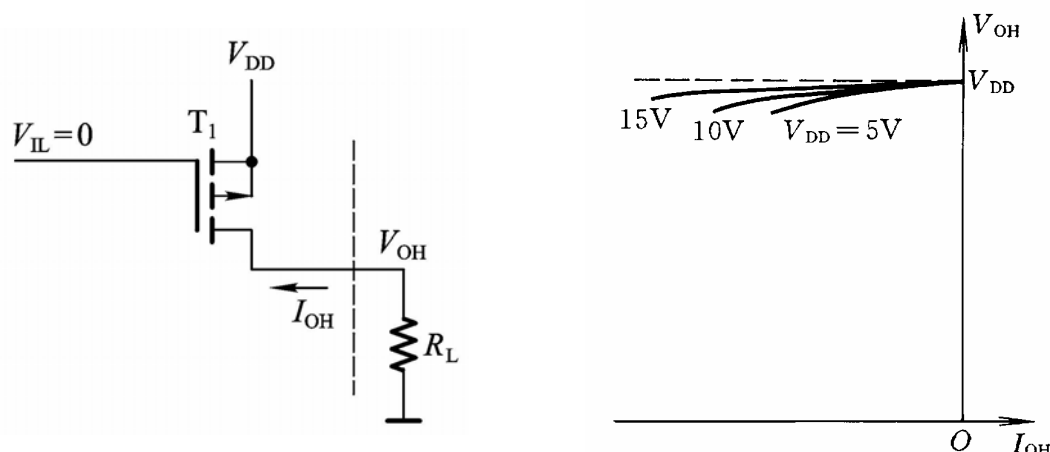 V_DD
V_IL=0
T_1
V_OH
I_OH
R_L
V_OH
V_DD
15V
10V
V_DD=5V
O
I_OH